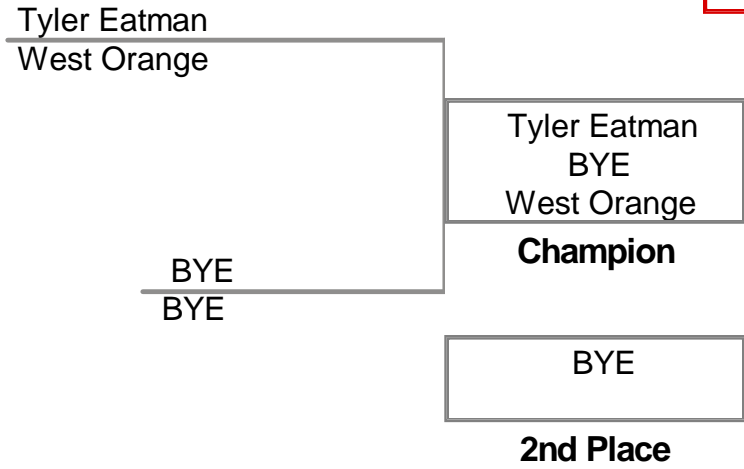 Tyler Eatman
West Orange
Tyler Eatman
BYE
West Orange
Champion
BYE
BYE
BYE
2nd Place